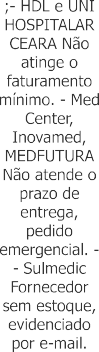 ;- HDL e UNI
HOSPITALAR
CEARA Não
atinge o
faturamento
mínimo. - Med
Center,
Inovamed,
MEDFUTURA
Não atende o
prazo de
entrega,
pedido
emergencial. -
- Sulmedic
Fornecedor
sem estoque,
evidenciado
por e-mail.